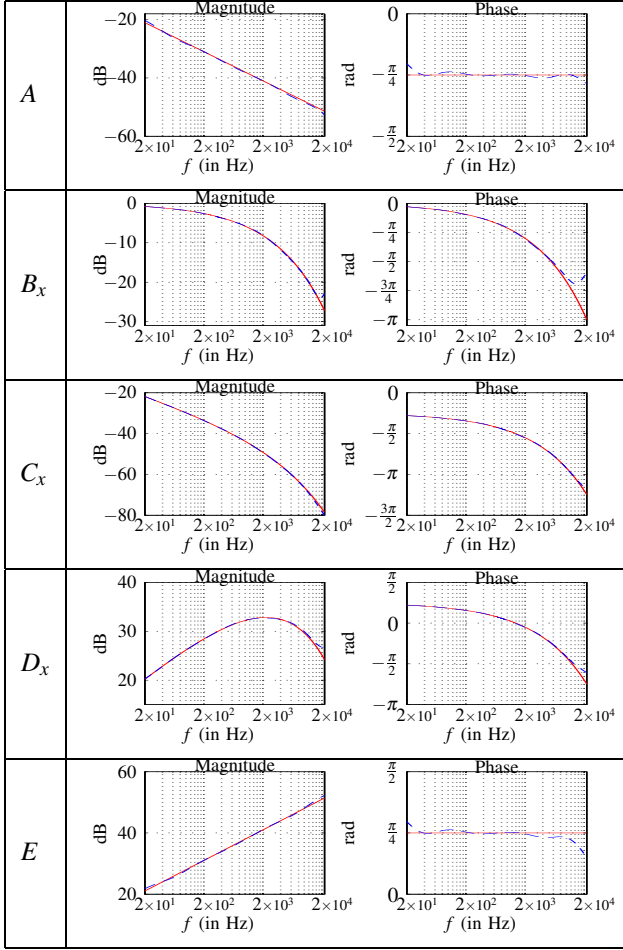 Magnitude Phase
−20 0
dB −40 rad −π/4
A
−60 −π/2
2×10¹ 2×10² 2×10³ 2×10⁴ 2×10¹ 2×10² 2×10³ 2×10⁴
f (in Hz) f (in Hz)
Magnitude Phase
0 0
−10 −π/4
dB rad −π/2
Bₓ
−20 −3π/4
−30 −π
2×10¹ 2×10² 2×10³ 2×10⁴ 2×10¹ 2×10² 2×10³ 2×10⁴
f (in Hz) f (in Hz)
Magnitude Phase
−20 0
−40 −π/2
dB rad
Cₓ
−60 −π
−80 −3π/2
2×10¹ 2×10² 2×10³ 2×10⁴ 2×10¹ 2×10² 2×10³ 2×10⁴
f (in Hz) f (in Hz)
Magnitude Phase
40 π/2
30 0
dB rad
Dₓ
20 −π/2
−π
2×10¹ 2×10² 2×10³ 2×10⁴ 2×10¹ 2×10² 2×10³ 2×10⁴
f (in Hz) f (in Hz)
Magnitude Phase
60 π/2
dB 40 rad π/4
E
20 0
2×10¹ 2×10² 2×10³ 2×10⁴ 2×10¹ 2×10² 2×10³ 2×10⁴
f (in Hz) f (in Hz)